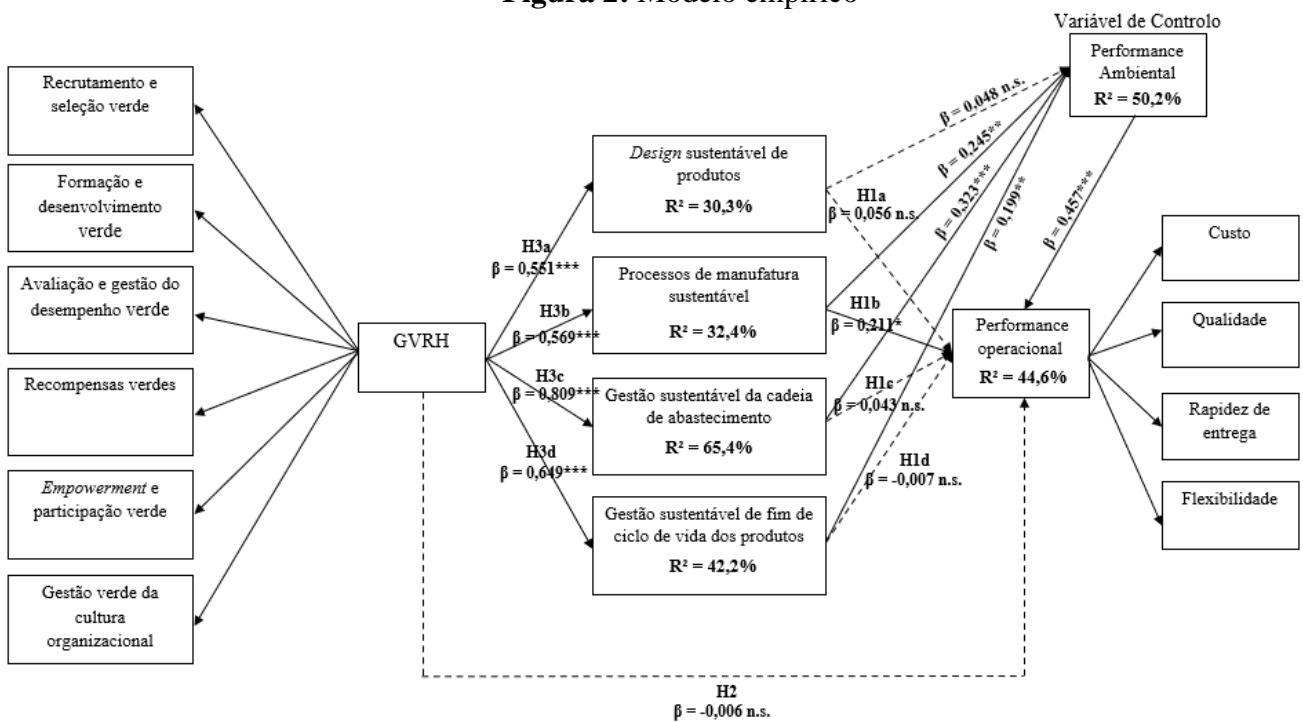 Figura 2: Modelo empírico
Variável de Controlo
Performance
Ambiental
R² = 50,2%
Recrutamento e
seleção verde
Formação e
desenvolvimento
verde
Avaliação e gestão do
desempenho verde
Recompensas verdes
Empowerment e
participação verde
Gestão verde da
cultura
organizacional
GVRH
H3a
β = 0,551***
H3b
β = 0,569***
H3c
β = 0,809***
H3d
β = 0,649***
Design sustentável de
produtos
R² = 30,3%
Processos de manufatura
sustentável
R² = 32,4%
Gestão sustentável da cadeia
de abastecimento
R² = 65,4%
Gestão sustentável de fim de
ciclo de vida dos produtos
R² = 42,2%
β = 0,048 n.s.
β = 0,245**
β = 0,323***
β = 0,199**
β = 0,457***
H1a
β = 0,056 n.s.
H1b
β = 0,211*
H1c
β = 0,043 n.s.
H1d
β = -0,007 n.s.
Performance
operacional
R² = 44,6%
Custo
Qualidade
Rapidez de
entrega
Flexibilidade
H2
β = -0,006 n.s.